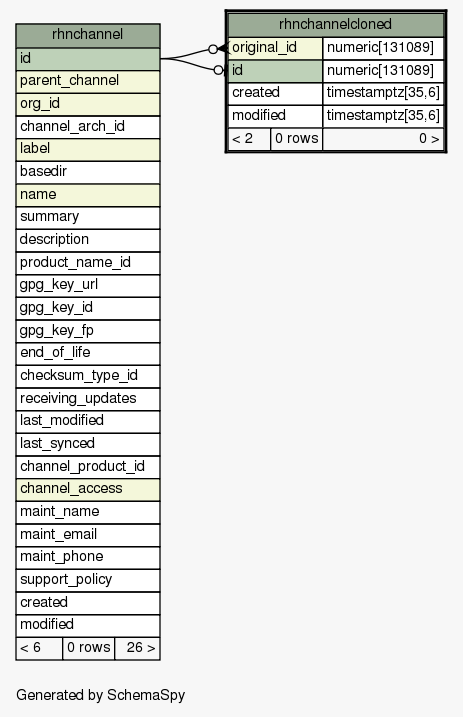 rhnchannel
id
parent_channel
org_id
channel_arch_id
label
basedir
name
summary
description
product_name_id
gpg_key_url
gpg_key_id
gpg_key_fp
end_of_life
checksum_type_id
receiving_updates
last_modified
last_synced
channel_product_id
channel_access
maint_name
maint_email
maint_phone
support_policy
created
modified
< 6 0 rows 26 >
rhnchannelcloned
original_id numeric[131089]
id numeric[131089]
created timestamptz[35,6]
modified timestamptz[35,6]
< 2 0 rows 0 >
Generated by SchemaSpy